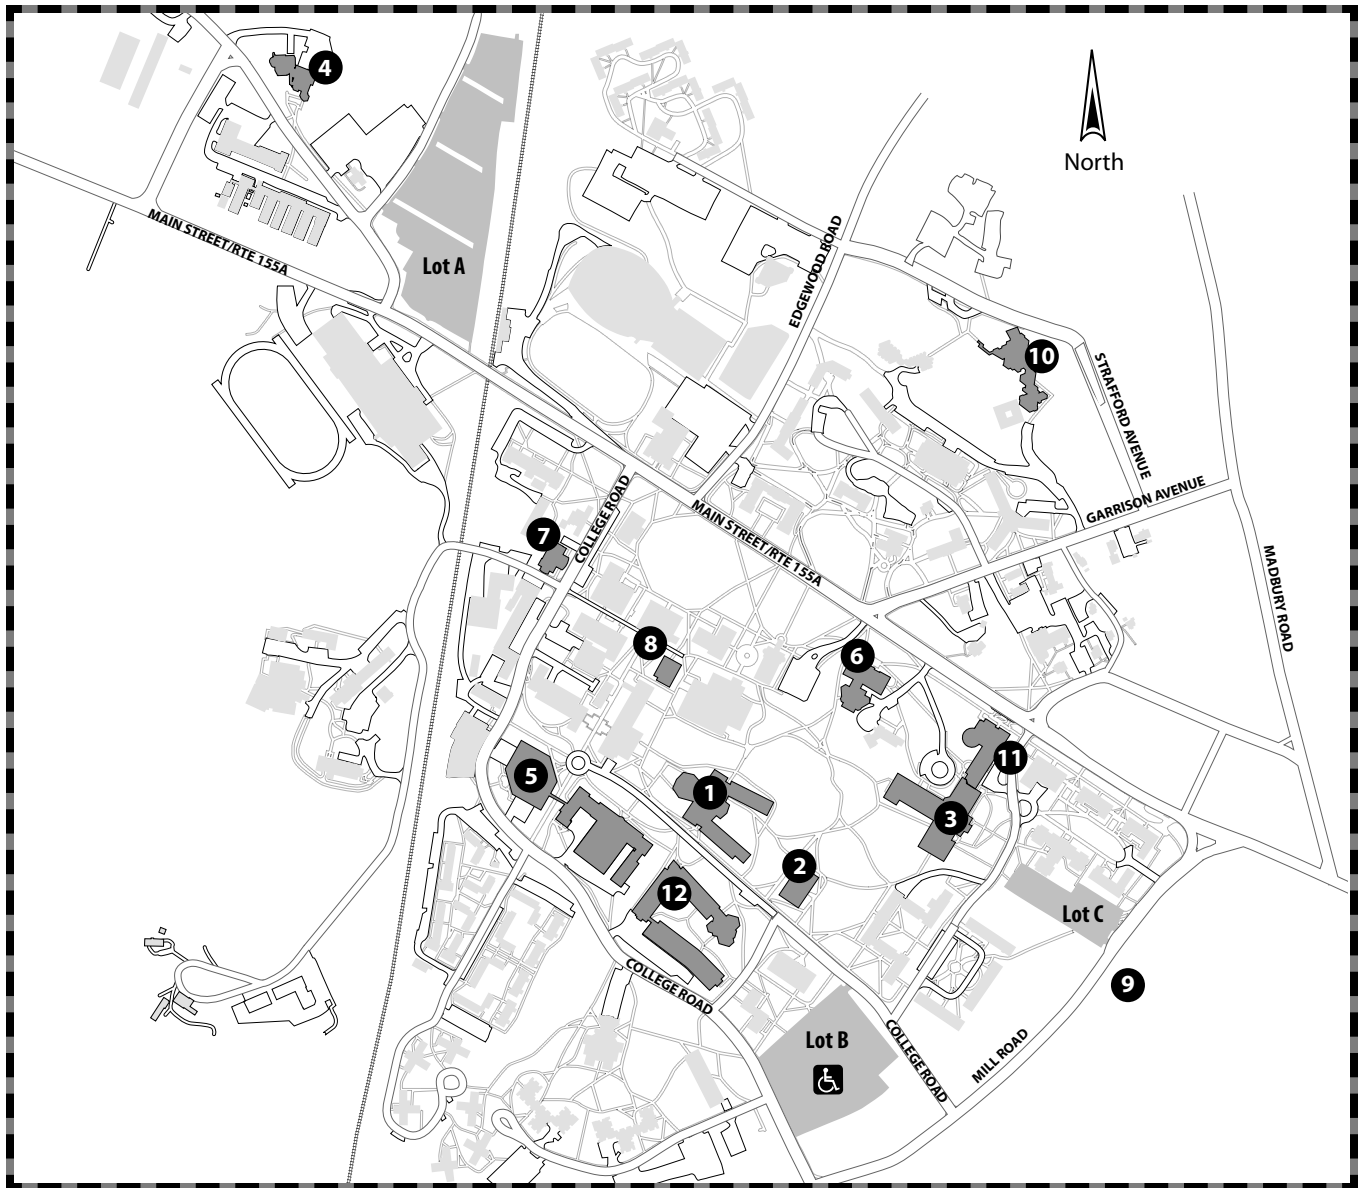 4
North
MAIN STREET/RTE 155A
Lot A
EDGEWOOD ROAD
10
STRAFFORD AVENUE
GARRISON AVENUE
COLLEGE ROAD
MAIN STREET/RTE 155A
7
MADBURY ROAD
8
6
11
5
1
3
2
12
Lot C
COLLEGE ROAD
9
Lot B
COLLEGE ROAD
MILL ROAD